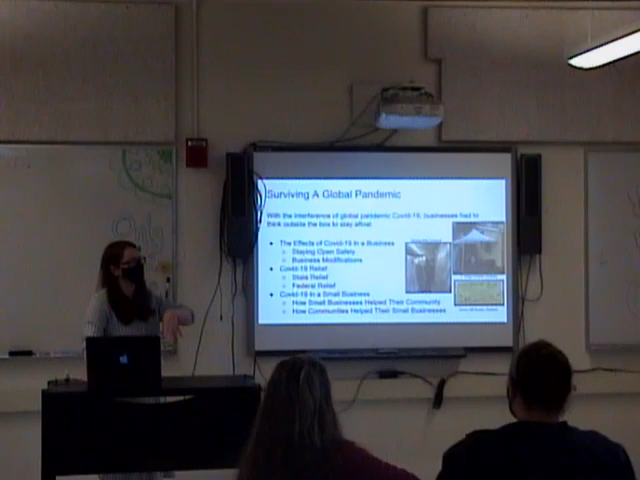 Only
Surviving A Global Pandemic
With the interference of global pandemic Covid-19, businesses had to
think outside the box to stay afloat
The Effects of Covid-19 in a Business
Staying Open Safely
Business Modifications
Covid-19 Relief
State Relief
Federal Relief
Covid-19 in a Small Business
How Small Businesses Helped Their Community
How Communities Helped Their Small Businesses